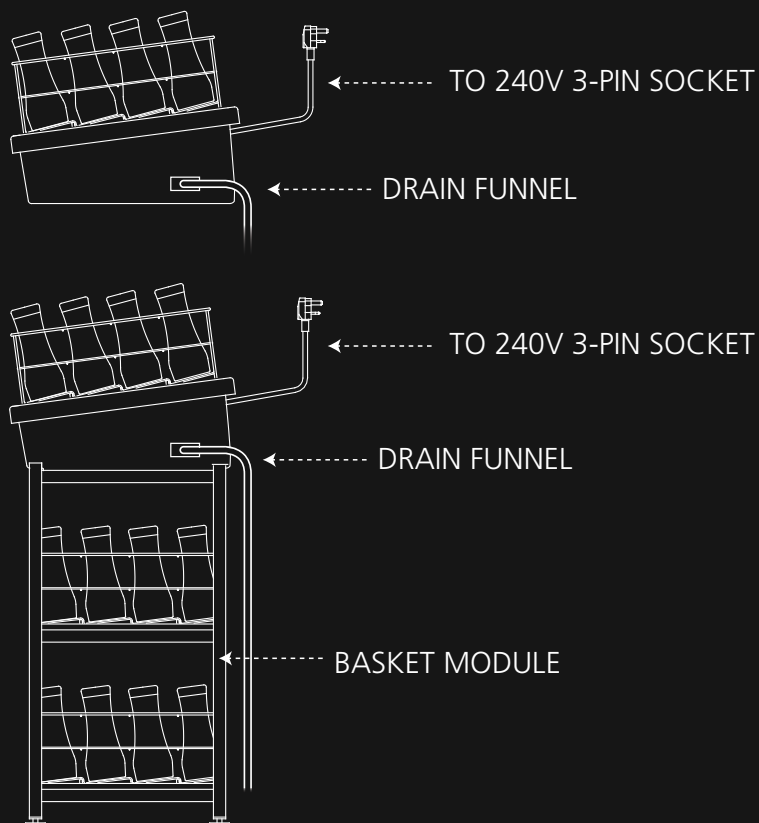 TO 240V 3-PIN SOCKET
DRAIN FUNNEL
TO 240V 3-PIN SOCKET
DRAIN FUNNEL
BASKET MODULE